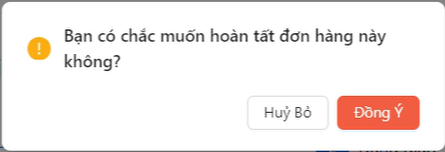 Bạn có chắc muốn hoàn tất đơn hàng này
không?
Huỷ Bỏ
Đồng Ý